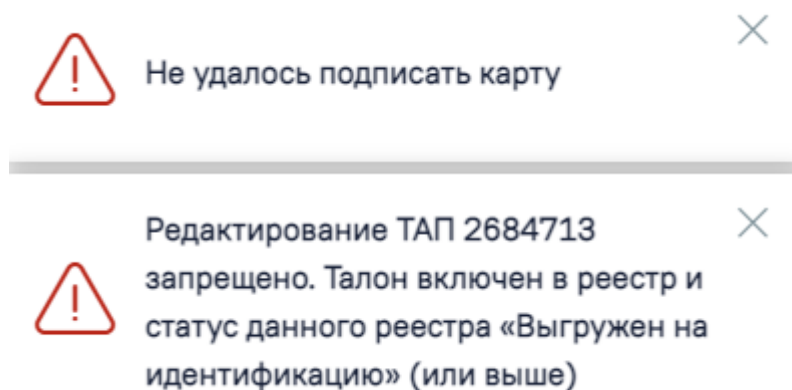 Не удалось подписать карту
Редактирование ТАП 2684713
запрещено. Талон включен в реестр и
статус данного реестра «Выгружен на
идентификацию» (или выше)